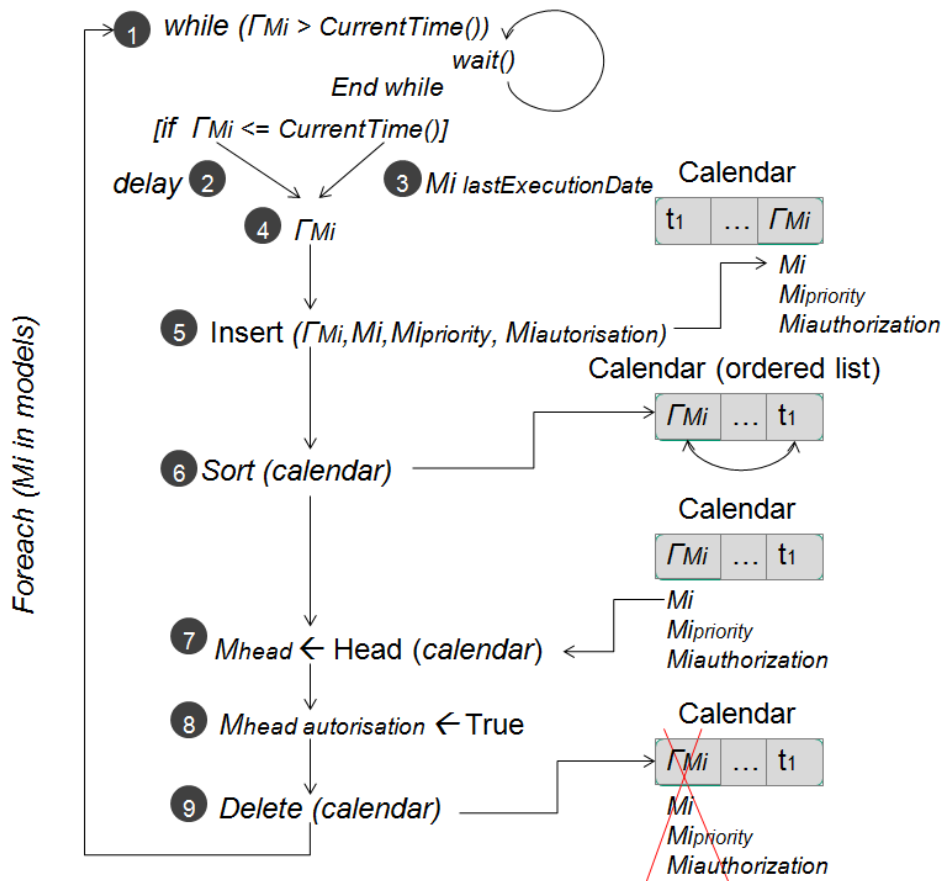 1 while (ΓMi > CurrentTime())
wait()
End while
[if ΓMi <= CurrentTime()]
delay 2
3 Mi lastExecutionDate
Calendar
t1 … ΓMi
4 ΓMi
Mi
Mipriority
Miauthorization
5 Insert (ΓMi, Mi, Mipriority, Miautorisation)
Calendar (ordered list)
ΓMi … t1
6 Sort (calendar)
Foreach (Mi in models)
Calendar
ΓMi … t1
Mi
Mipriority
Miauthorization
7 Mhead ← Head (calendar)
8 Mhead autorisation ← True
Calendar
ΓMi … t1
9 Delete (calendar)
Mi
Mipriority
Miauthorization